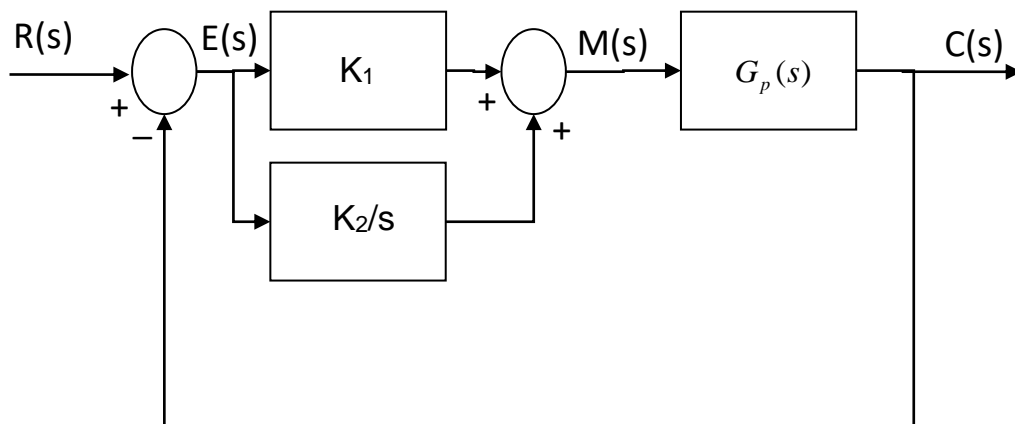 R(s)
E(s)
K₁
M(s)
Gₚ(s)
C(s)
+
−
+
+
K₂/s